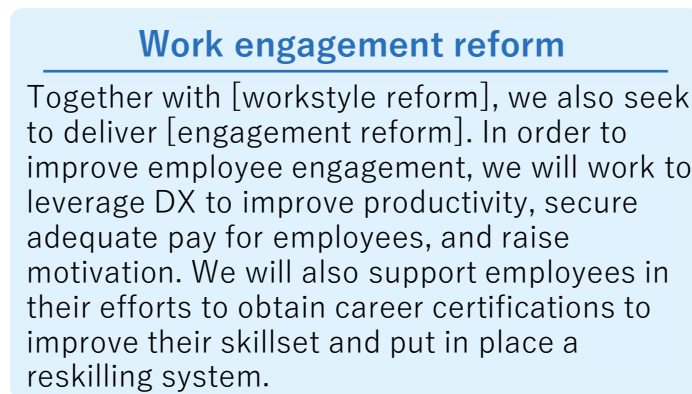 Work engagement reform
Together with [workstyle reform], we also seek
to deliver [engagement reform]. In order to
improve employee engagement, we will work to
leverage DX to improve productivity, secure
adequate pay for employees, and raise
motivation. We will also support employees in
their efforts to obtain career certifications to
improve their skillset and put in place a
reskilling system.